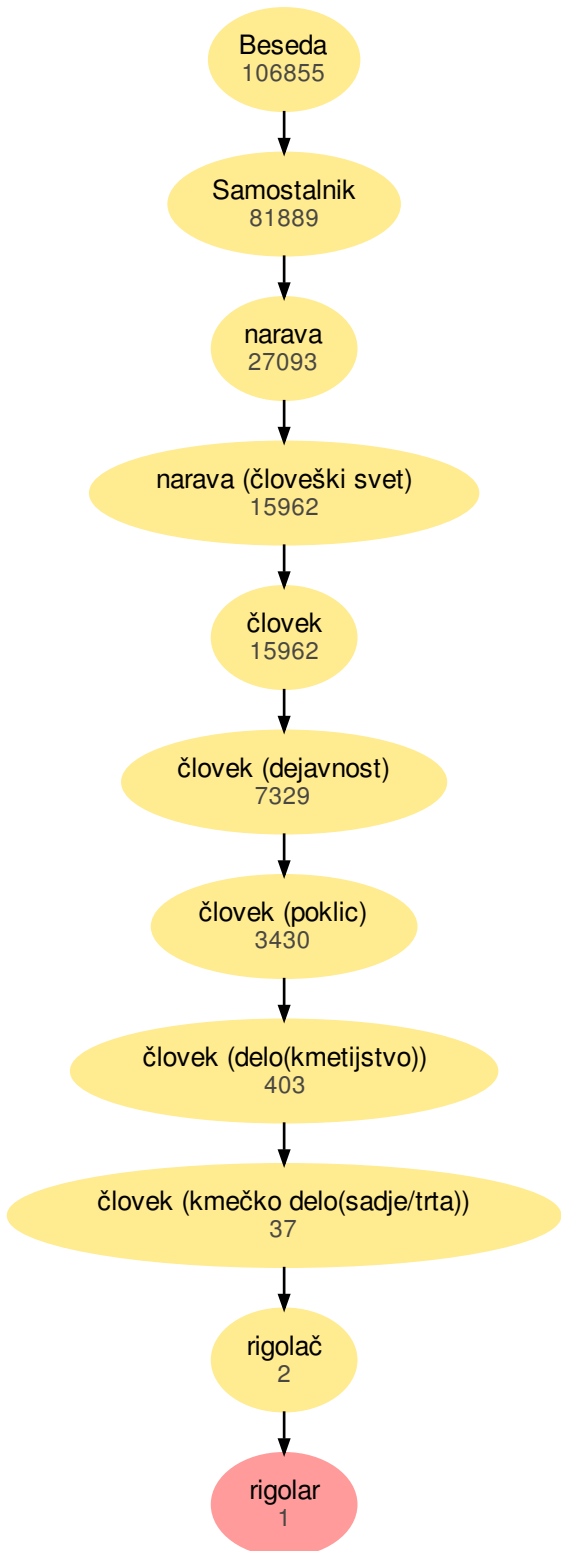 Beseda
106855
Samostalnik
81889
narava
27093
narava (človeški svet)
15962
človek
15962
človek (dejavnost)
7329
človek (poklic)
3430
človek (delo(kmetijstvo))
403
človek (kmečko delo(sadje/trta))
37
rigolač
2
rigolar
1